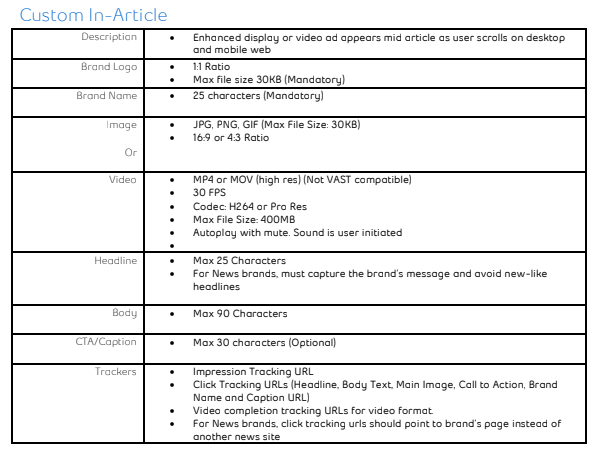 Custom In-Article
Description
• Enhanced display or video ad appears mid article as user scrolls on desktop
and mobile web
Brand Logo
• 1:1 Ratio
• Max file size 30KB (Mandatory)
Brand Name
• 25 characters (Mandatory)
Image
Or
• JPG, PNG, GIF (Max File Size: 30KB)
• 16:9 or 4:3 Ratio
Video
• MP4 or MOV (high res) (Not VAST compatible)
• 30 FPS
• Codec: H264 or Pro Res
• Max File Size: 400MB
• Autoplay with mute. Sound is user initiated
•
Headline
• Max 25 Characters
• For News brands, must capture the brand's message and avoid new-like
headlines
Body
• Max 90 Characters
CTA/Caption
• Max 30 characters (Optional)
Trackers
• Impression Tracking URL
• Click Tracking URLs (Headline, Body Text, Main Image, Call to Action, Brand
Name and Caption URL)
• Video completion tracking URLs for video format.
• For News brands, click tracking urls should point to brand's page instead of
another news site